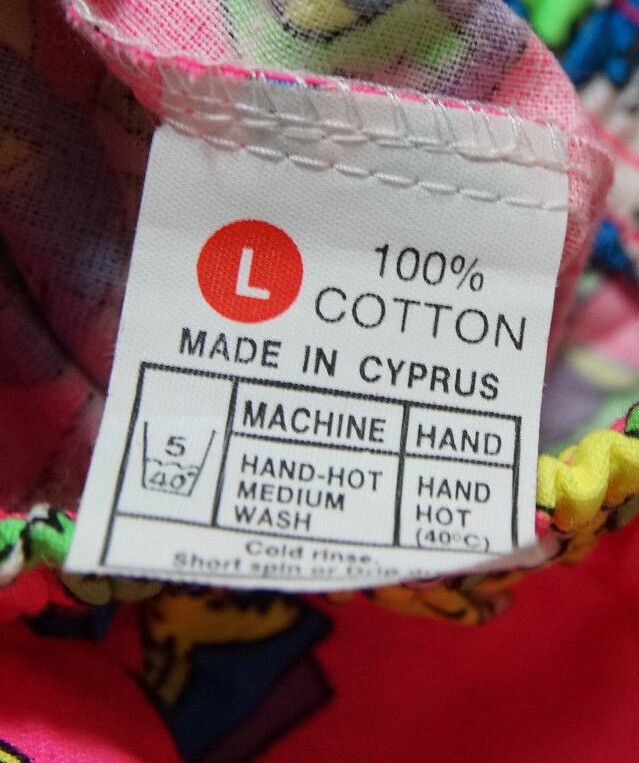 L
100%
COTTON
MADE IN CYPRUS
5
40°
MACHINE
HAND
HAND-HOT
MEDIUM
WASH
HAND
HOT
(40°C)
Cold rinse.
Short spin or